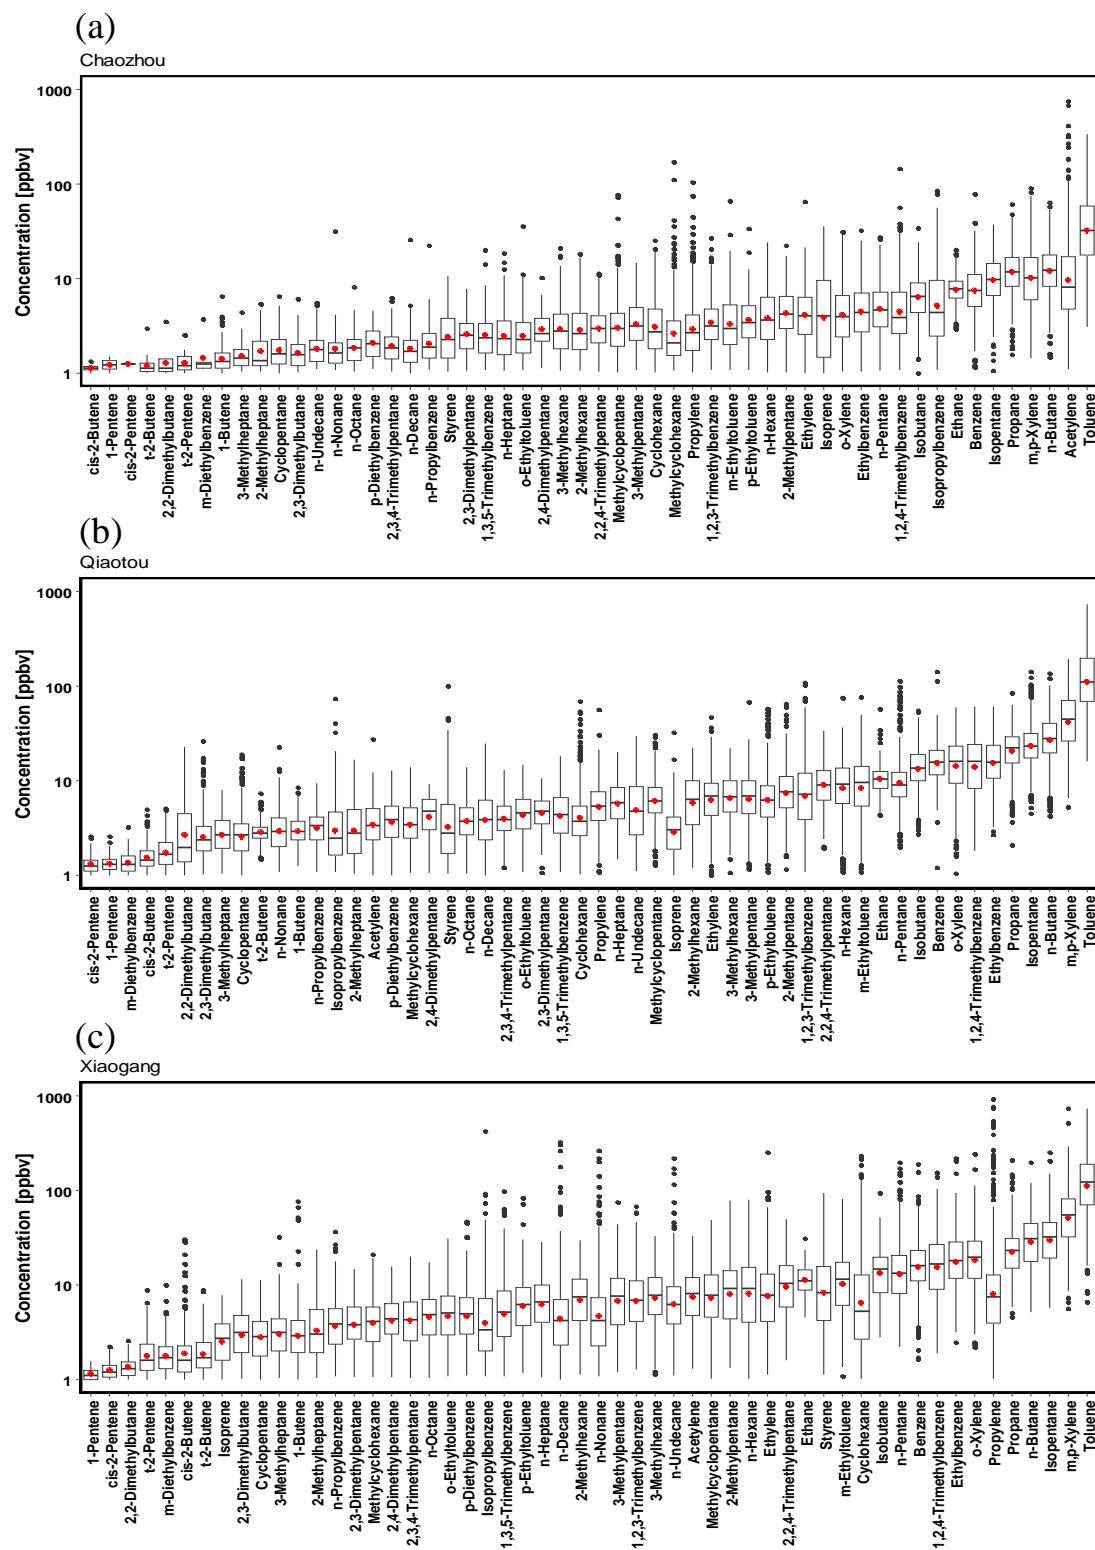 (a)
Chaozhou
Concentration [ppbv]
1000
100
10
1
cis-2-Butene
1-Pentene
cis-2-Pentene
t-2-Butene
2,2-Dimethylbutane
t-2-Pentene
m-Diethylbenzene
1-Butene
3-Methylheptane
2-Methylheptane
Cyclopentane
2,3-Dimethylbutane
n-Undecane
n-Nonane
n-Octane
p-Diethylbenzene
2,3,4-Trimethylpentane
n-Decane
n-Propylbenzene
Styrene
2,3-Dimethylpentane
1,3,5-Trimethylbenzene
n-Heptane
o-Ethyltoluene
2,4-Dimethylpentane
3-Methylhexane
2-Methylhexane
2,2,4-Trimethylpentane
Methylcyclopentane
3-Methylpentane
Cyclohexane
Methylcyclohexane
Propylene
1,2,3-Trimethylbenzene
m-Ethyltoluene
p-Ethyltoluene
n-Hexane
2-Methylpentane
Ethylene
Isoprene
o-Xylene
Ethylbenzene
n-Pentane
1,2,4-Trimethylbenzene
Isobutane
Isopropylbenzene
Ethane
Benzene
Isopentane
Propane
m,p-Xylene
n-Butane
Acetylene
Toluene
(b)
Qiaotou
Concentration [ppbv]
1000
100
10
1
cis-2-Pentene
1-Pentene
m-Diethylbenzene
cis-2-Butene
t-2-Pentene
2,2-Dimethylbutane
2,3-Dimethylbutane
3-Methylheptane
Cyclopentane
t-2-Butene
n-Nonane
1-Butene
n-Propylbenzene
Isopropylbenzene
2-Methylheptane
Acetylene
p-Diethylbenzene
Methylcyclohexane
2,4-Dimethylpentane
Styrene
n-Octane
n-Decane
2,3,4-Trimethylpentane
o-Ethyltoluene
2,3-Dimethylpentane
1,3,5-Trimethylbenzene
Cyclohexane
Propylene
n-Heptane
n-Undecane
Methylcyclopentane
Isoprene
2-Methylhexane
Ethylene
3-Methylhexane
3-Methylpentane
p-Ethyltoluene
2-Methylpentane
1,2,3-Trimethylbenzene
2,2,4-Trimethylpentane
n-Hexane
m-Ethyltoluene
Ethane
n-Pentane
Isobutane
Benzene
o-Xylene
1,2,4-Trimethylbenzene
Ethylbenzene
Propane
Isopentane
n-Butane
m,p-Xylene
Toluene
(c)
Xiaogang
Concentration [ppbv]
1000
100
10
1
1-Pentene
cis-2-Pentene
2,2-Dimethylbutane
t-2-Pentene
m-Diethylbenzene
cis-2-Butene
t-2-Butene
Isoprene
2,3-Dimethylbutane
Cyclopentane
3-Methylheptane
1-Butene
2-Methylheptane
n-Propylbenzene
2,3-Dimethylpentane
Methylcyclohexane
2,4-Dimethylpentane
2,3,4-Trimethylpentane
n-Octane
o-Ethyltoluene
p-Diethylbenzene
Isopropylbenzene
1,3,5-Trimethylbenzene
p-Ethyltoluene
n-Heptane
n-Decane
2-Methylhexane
n-Nonane
3-Methylpentane
1,2,3-Trimethylbenzene
3-Methylhexane
n-Undecane
Acetylene
Methylcyclopentane
2-Methylpentane
n-Hexane
Ethylene
2,2,4-Trimethylpentane
Ethane
Styrene
m-Ethyltoluene
Cyclohexane
Isobutane
n-Pentane
Benzene
1,2,4-Trimethylbenzene
Ethylbenzene
o-Xylene
Propylene
Propane
n-Butane
Isopentane
m,p-Xylene
Toluene